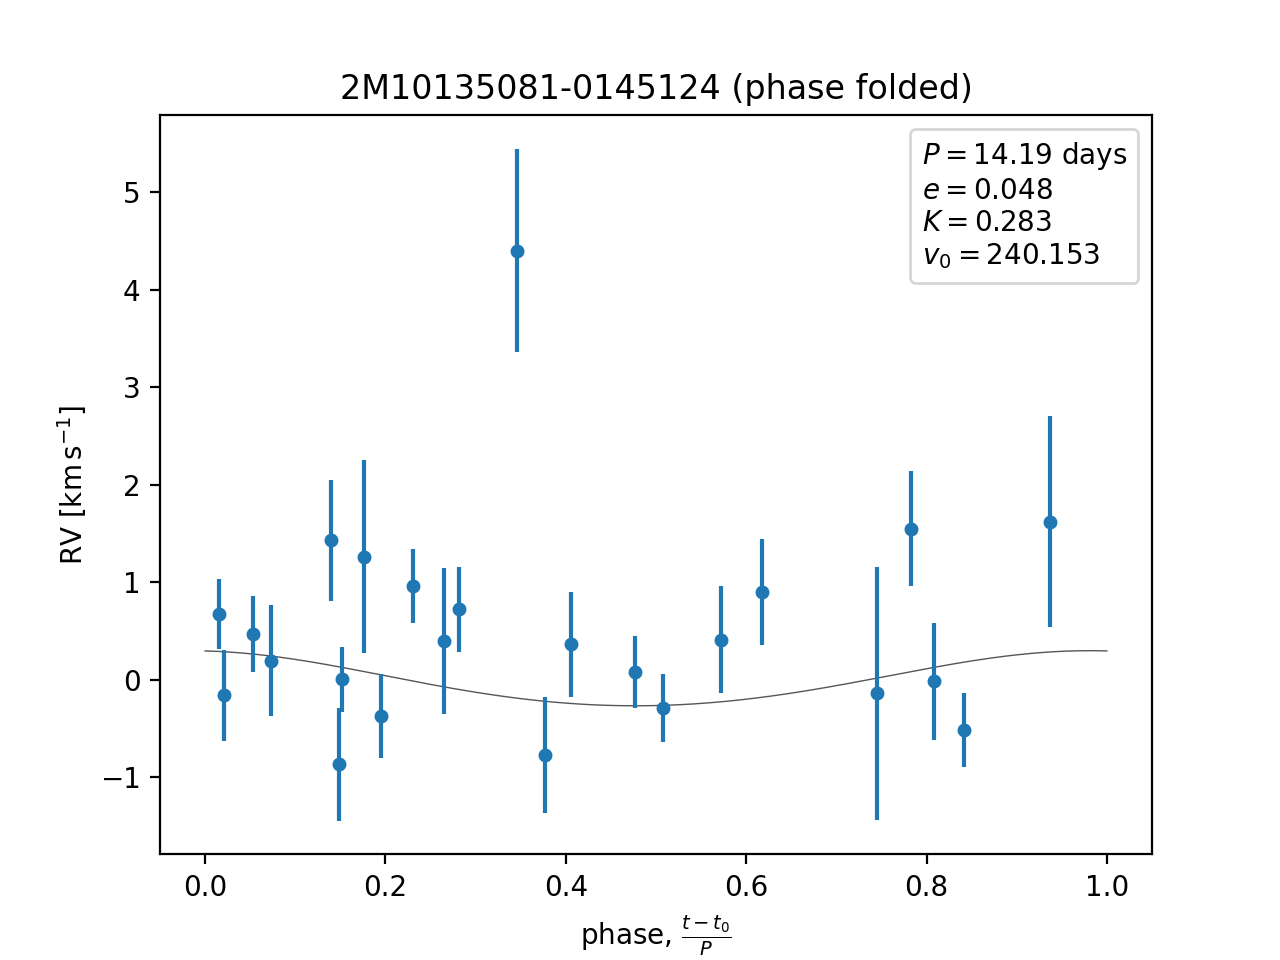 2M10135081-0145124 (phase folded)
P = 14.19 days
e = 0.048
K = 0.283
v₀ = 240.153
RV [km s⁻¹]
5
4
3
2
1
0
−1
0.0 0.2 0.4 0.6 0.8 1.0
phase, (t − t₀)/P